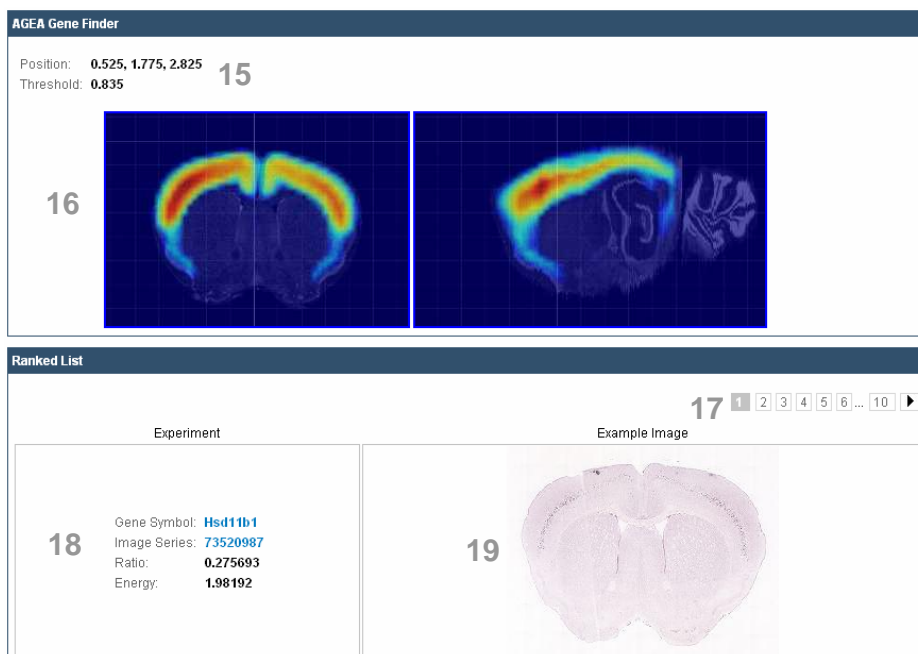 AGEA Gene Finder
Position: 0.525, 1.775, 2.825
Threshold: 0.835
15
16
Ranked List
17 1 2 3 4 5 6 ... 10
Experiment
Example Image
18
Gene Symbol: Hsd11b1
Image Series: 73520987
Ratio: 0.275693
Energy: 1.98192
19